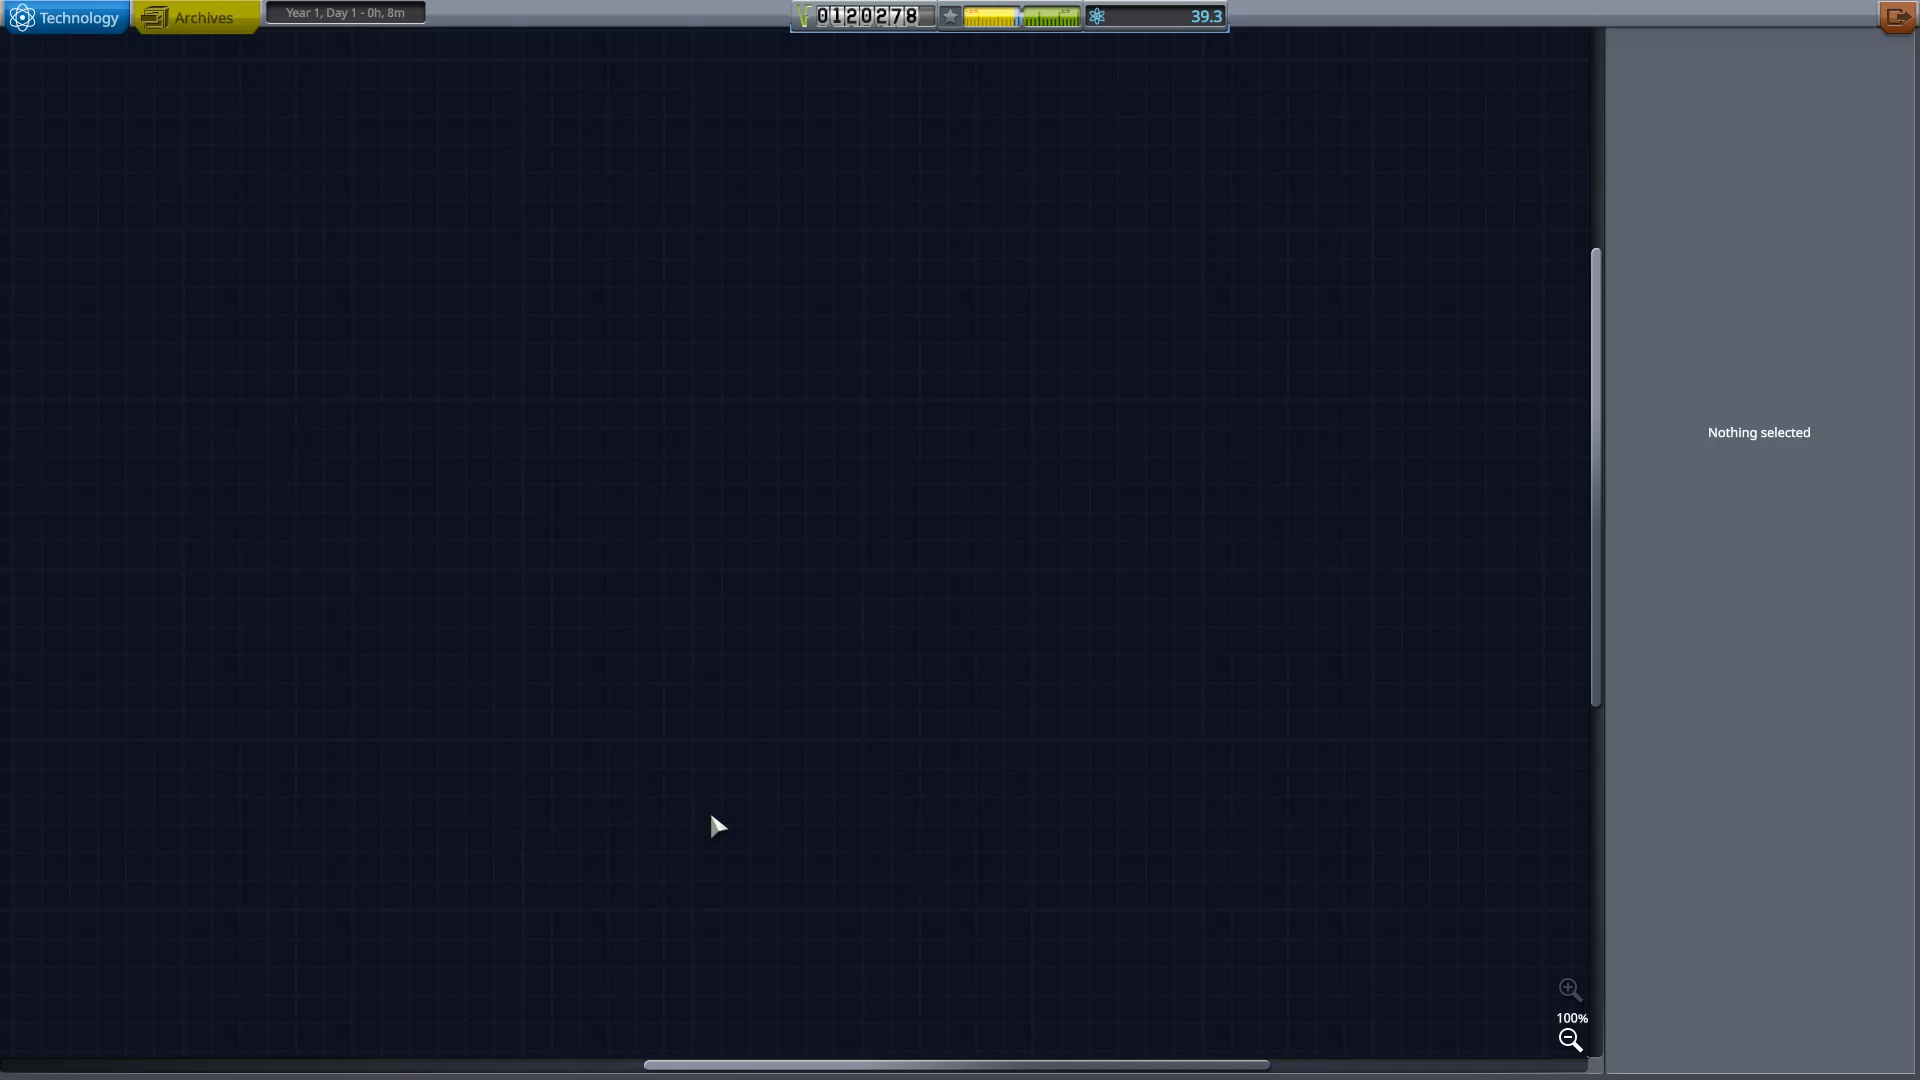 Technology
Archives
Year 1, Day 1 - 0h, 8m
0120278
39.3
Nothing selected
100%